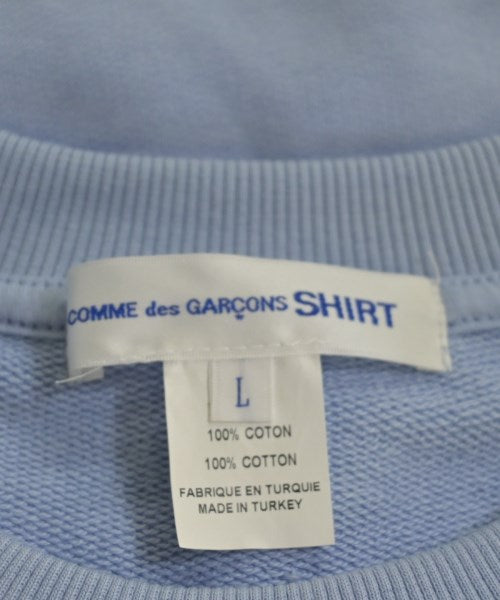 COMME des GARÇONS SHIRT
L
100% COTON
100% COTTON
FABRIQUE EN TURQUIE
MADE IN TURKEY